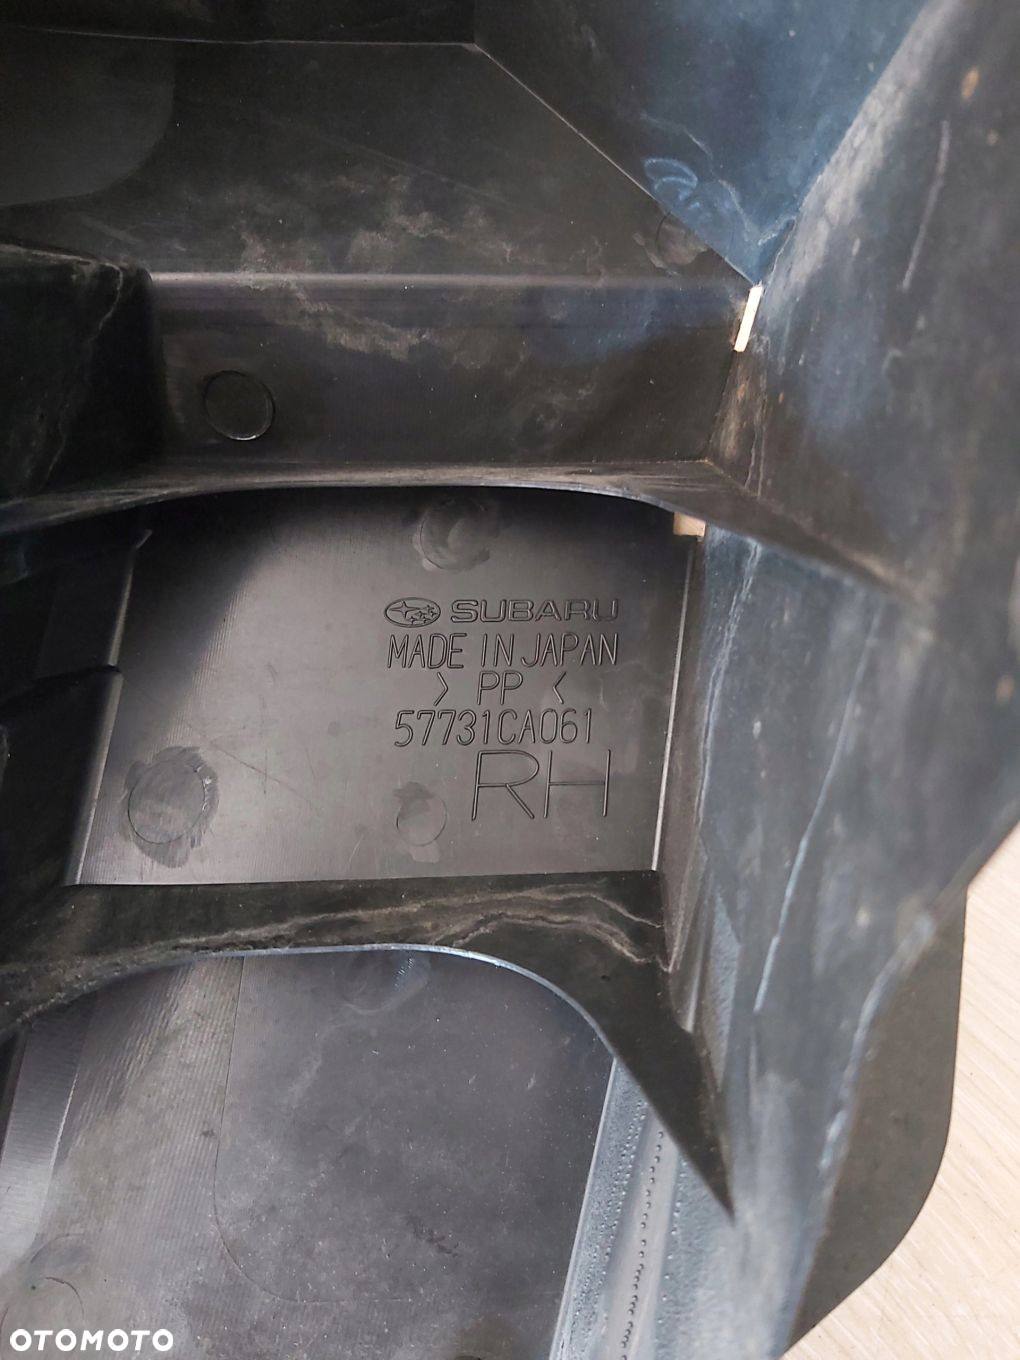 SUBARU
MADE IN JAPAN
> PP <
57731CA061
RH
OTOMOTO